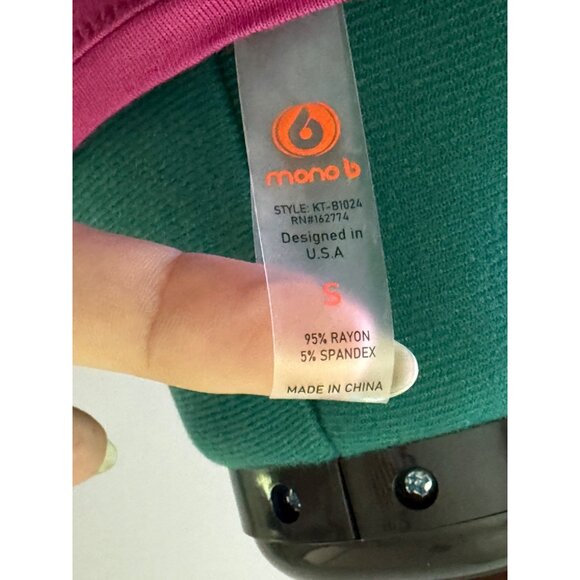 mono b
STYLE: KT-B1024
RN#162774
Designed in
U.S.A
S
95% RAYON
5% SPANDEX
MADE IN CHINA